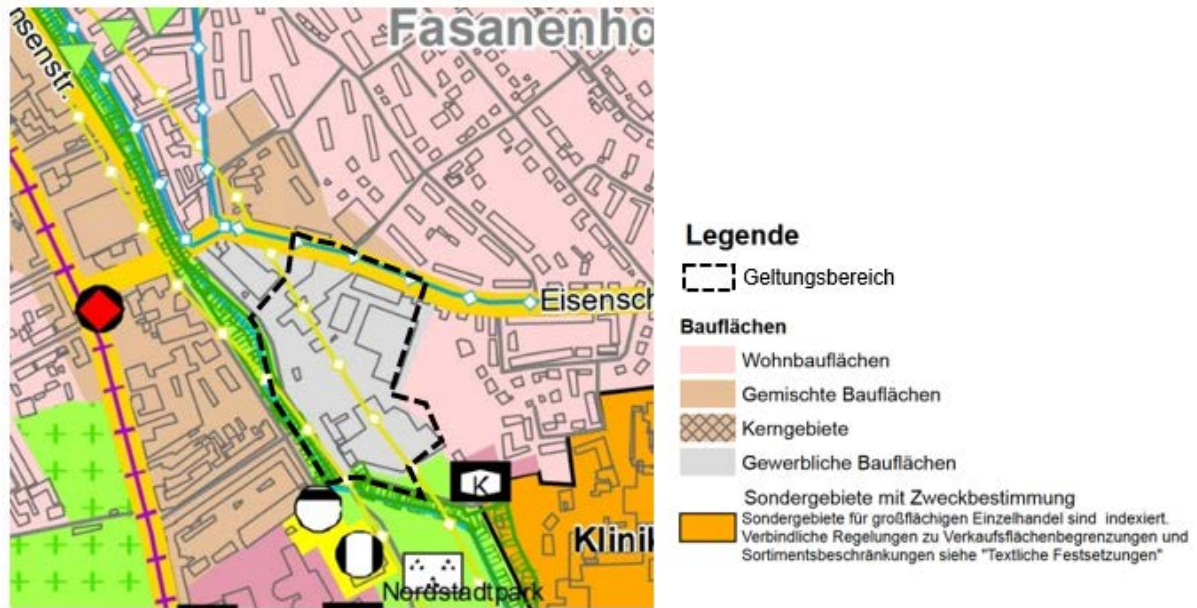 Fasanenho
nsenstr.
Eisensch
K
Klinik
Nordstadtpark
Legende
Geltungsbereich
Bauflächen
Wohnbauflächen
Gemischte Bauflächen
Kerngebiete
Gewerbliche Bauflächen
Sondergebiete mit Zweckbestimmung
Sondergebiete für großflächigen Einzelhandel sind indexiert.
Verbindliche Regelungen zu Verkaufsflächenbegrenzungen und
Sortimentsbeschränkungen siehe "Textliche Festsetzungen"